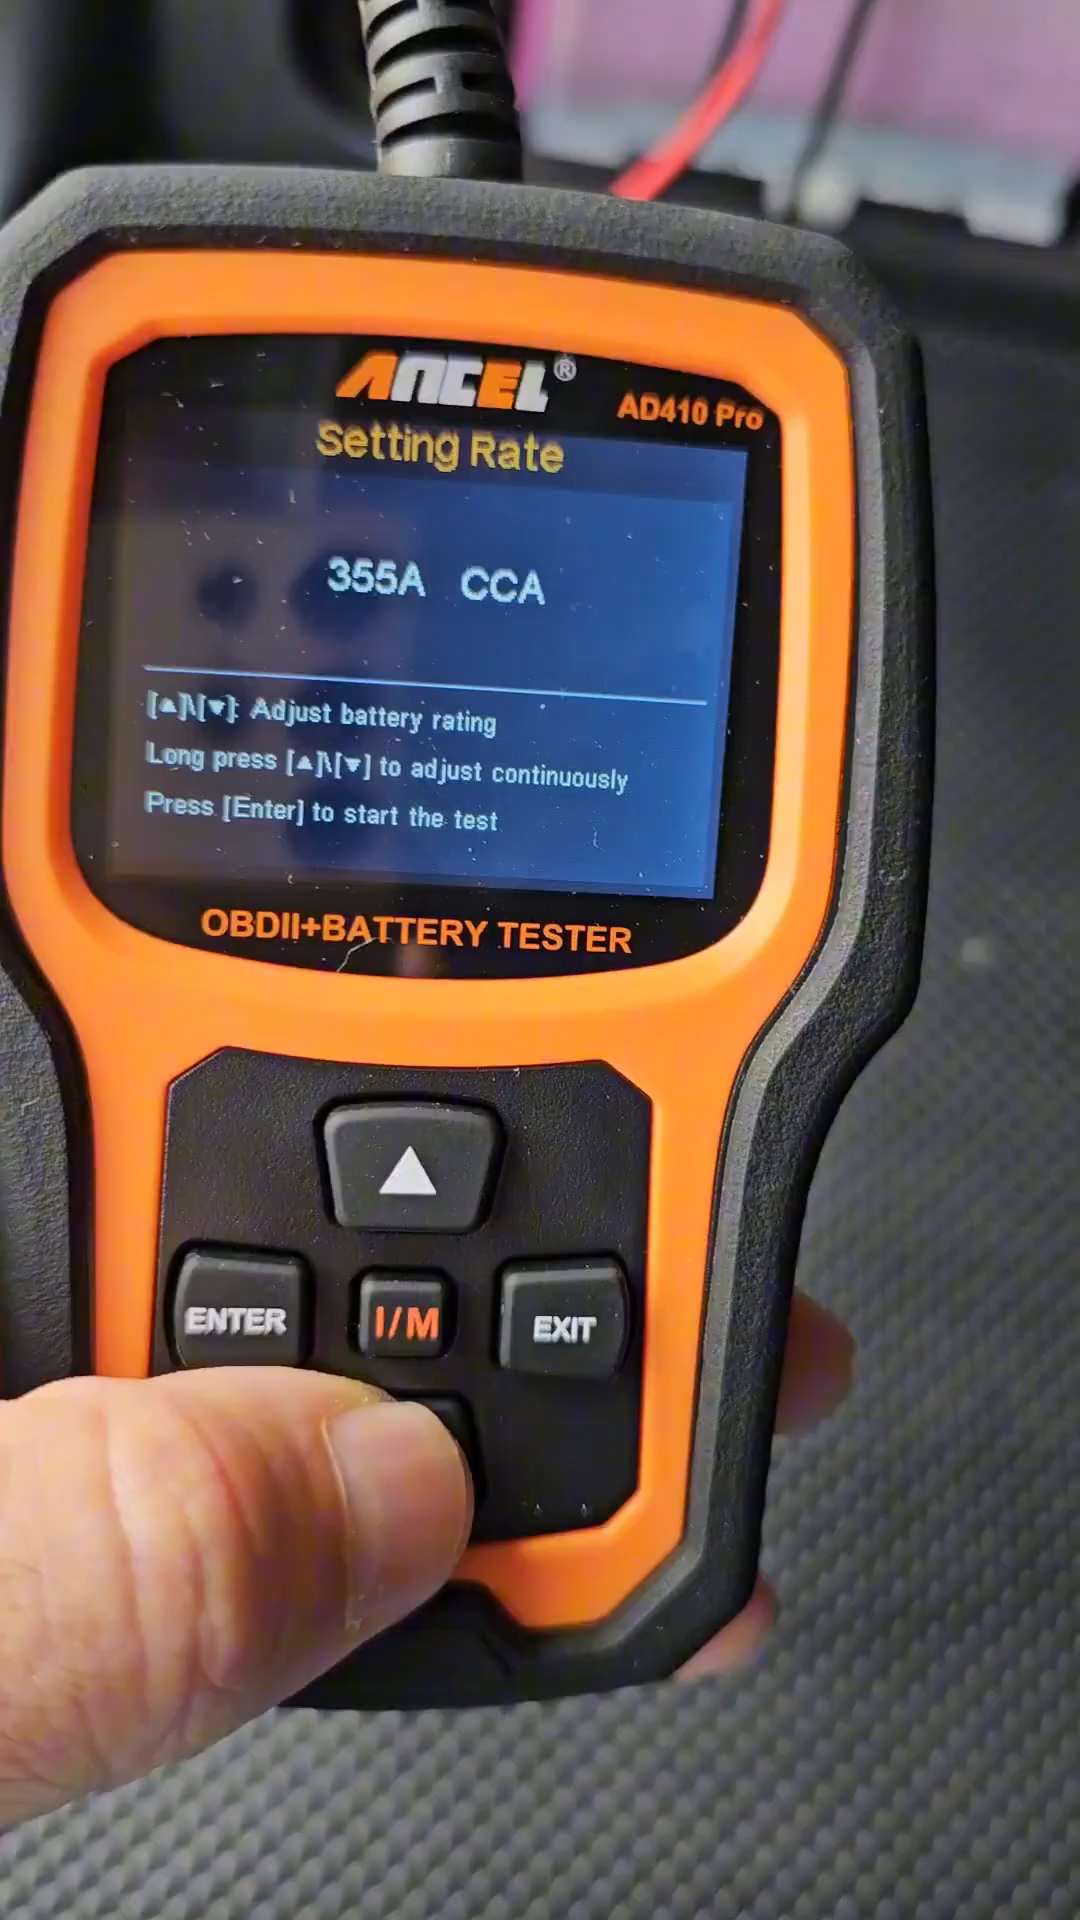 ANCEL®
AD410 Pro
Setting Rate
355A CCA
[▲]\[▼]: Adjust battery rating
Long press [▲]\[▼] to adjust continuously
Press [Enter] to start the test
OBDII+BATTERY TESTER
ENTER
I/M
EXIT